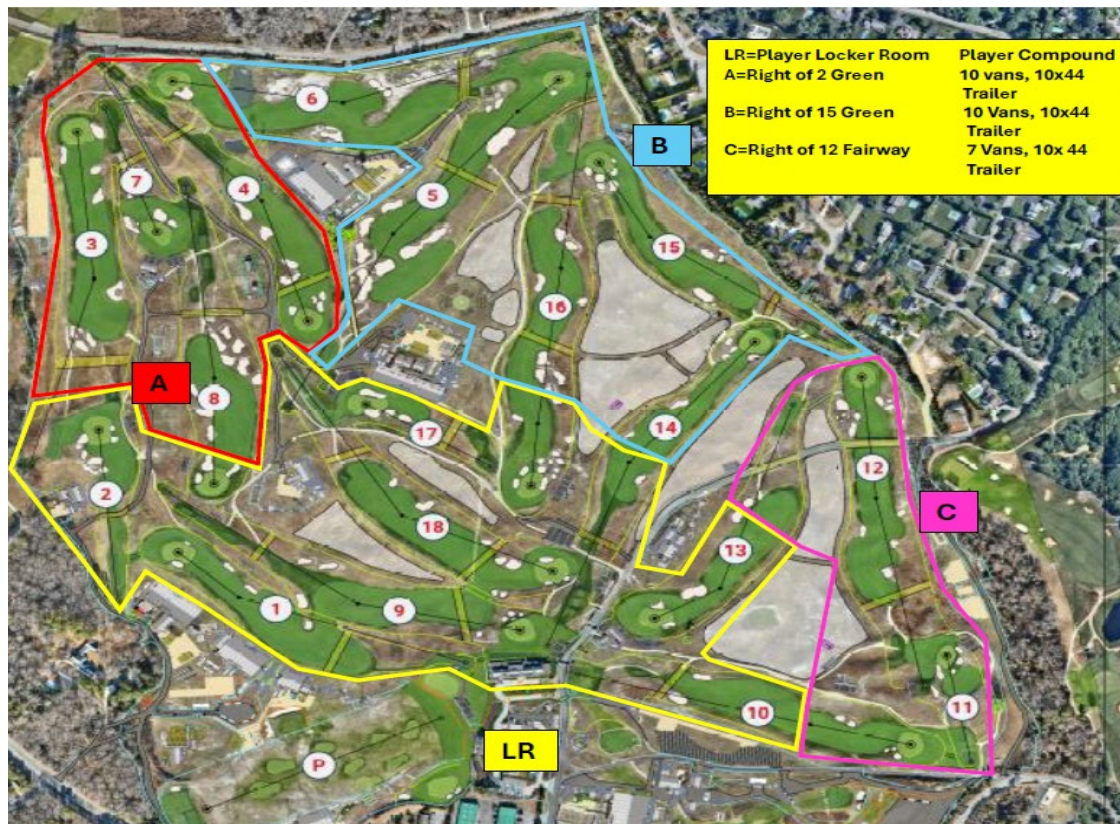 LR=Player Locker Room Player Compound
A=Right of 2 Green 10 vans, 10x44
Trailer
B=Right of 15 Green 10 Vans, 10x44
Trailer
C=Right of 12 Fairway 7 Vans, 10x 44
Trailer
6
B
7
4
5
3
15
16
A
8
14
17
12
2
18
C
13
1
9
11
10
LR
P